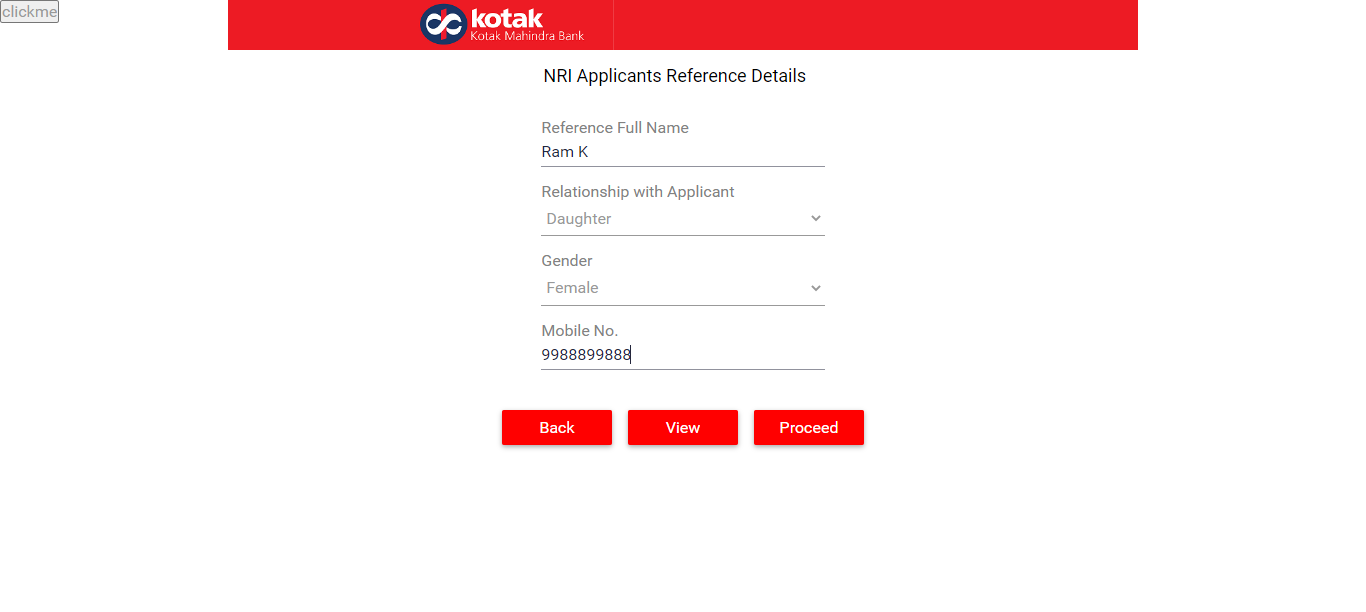 clickme
kotak
Kotak Mahindra Bank
NRI Applicants Reference Details
Reference Full Name
Ram K
Relationship with Applicant
Daughter
Gender
Female
Mobile No.
9988899888
Back View Proceed